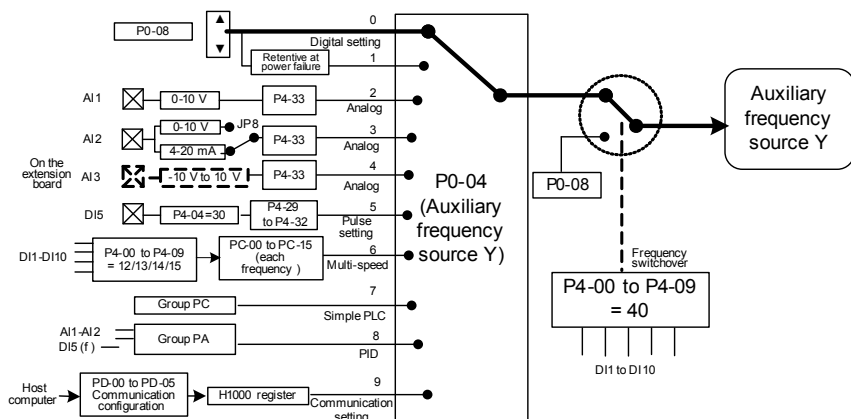 P0-08
0
Digital setting
Retentive at
power failure
1
AI1
0-10 V
P4-33
2
Analog
AI2
0-10 V
4-20 mA
JP8
P4-33
3
Analog
On the
extension
board
AI3
-10 V to 10 V
P4-33
4
Analog
DI5
P4-04=30
P4-29
to P4-32
5
Pulse
setting
DI1-DI10
P4-00 to P4-09
= 12/13/14/15
PC-00 to PC-15
(each
frequency )
6
Multi-speed
Group PC
7
Simple PLC
AI1-AI2
DI5 (f )
Group PA
8
PID
Host
computer
PD-00 to PD-05
Communication
configuration
H1000 register
9
Communication
setting
P0-04
(Auxiliary
frequency
source Y)
P0-08
Auxiliary
frequency
source Y
Frequency
switchover
P4-00 to P4-09
= 40
DI1 to DI10